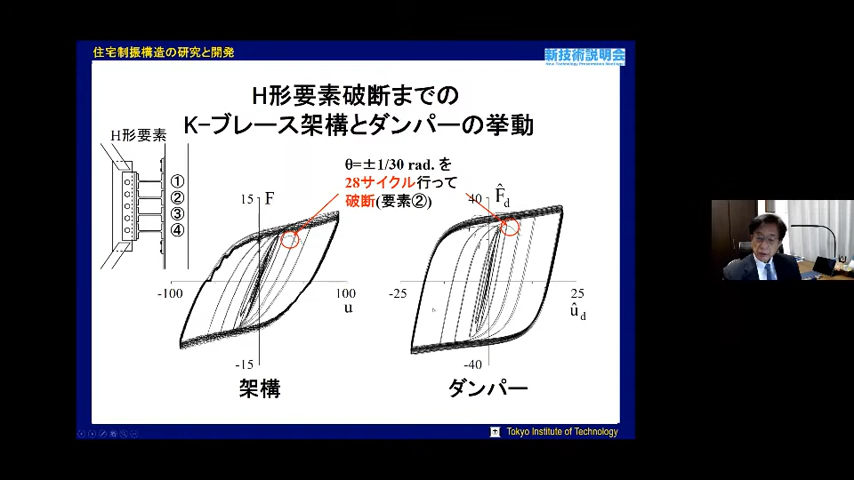 住宅制振構造の研究と開発
新技術説明会
New Technology Presentation Meetings
H形要素破断までの
K-ブレース架構とダンパーの挙動
H形要素
①
②
③
④
θ=±1/30 rad. を
28サイクル行って
破断(要素②)
15
F
-100
100
u
-15
架構
40
F̂d
-25
25
ûd
-40
ダンパー
Tokyo Institute of Technology